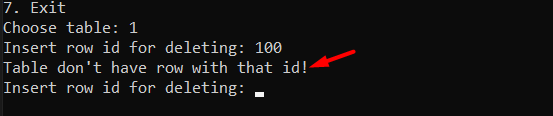 7. Exit
Choose table: 1
Insert row id for deleting: 100
Table don't have row with that id!
Insert row id for deleting: